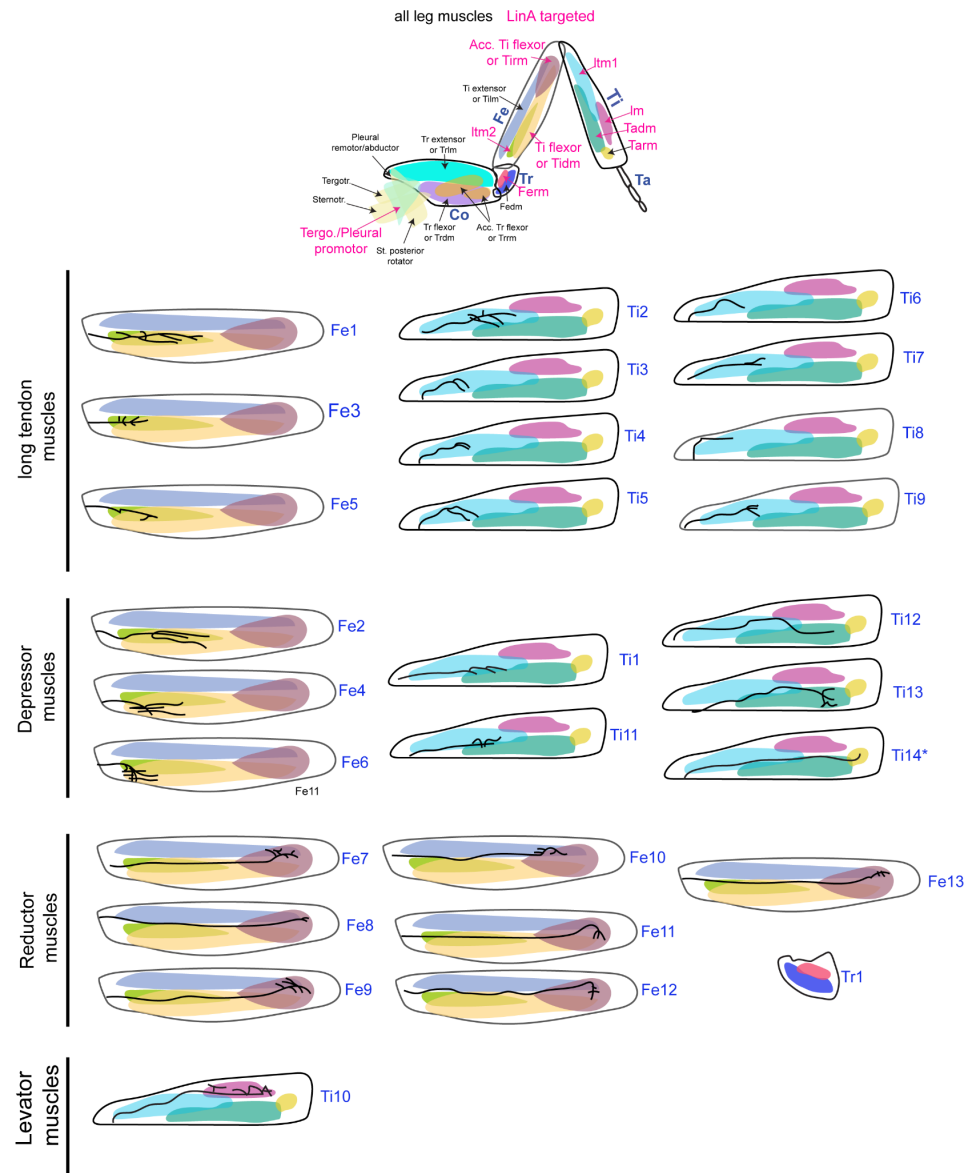 all leg muscles LinA targeted
Acc. Ti flexor
or Tirm
ltm1
Ti extensor
or Tilm
Fe
Ti
lm
Tadm
Tarm
ltm2
Ti flexor
or Tidm
Pleural
remotor/abductor
Tr extensor
or Trlm
Tr
Ferm
Fedm
Ta
Tergotr.
Sternotr.
Co
Tergo./Pleural
promotor
Tr flexor
or Trdm
Acc. Tr flexor
or Trrm
St. posterior
rotator
long tendon
muscles
Fe1
Fe3
Fe5
Ti2
Ti3
Ti4
Ti5
Ti6
Ti7
Ti8
Ti9
Depressor
muscles
Fe2
Fe4
Fe6
Fe11
Ti1
Ti11
Ti12
Ti13
Ti14*
Reductor
muscles
Fe7
Fe8
Fe9
Fe10
Fe11
Fe12
Fe13
Tr1
Levator
muscles
Ti10